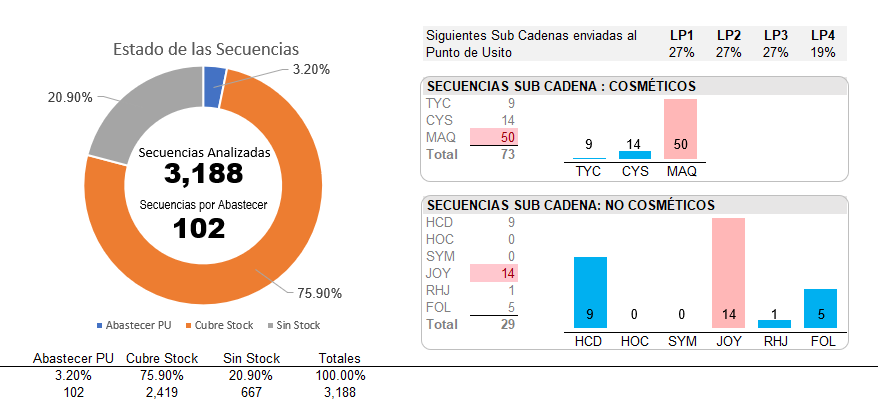 Estado de las Secuencias
3.20%
20.90%
Secuencias Analizadas
3,188
Secuencias por Abastecer
102
75.90%
Abastecer PU Cubre Stock Sin Stock
Abastecer PU Cubre Stock Sin Stock Totales
3.20% 75.90% 20.90% 100.00%
102 2,419 667 3,188
Siguientes Sub Cadenas enviadas al LP1 LP2 LP3 LP4
Punto de Usito 27% 27% 27% 19%
SECUENCIAS SUB CADENA : COSMÉTICOS
TYC 9
CYS 14
MAQ 50
Total 73
9 14 50
TYC CYS MAQ
SECUENCIAS SUB CADENA: NO COSMÉTICOS
HCD 9
HOC 0
SYM 0
JOY 14
RHJ 1
FOL 5
Total 29
9 0 0 14 1 5
HCD HOC SYM JOY RHJ FOL